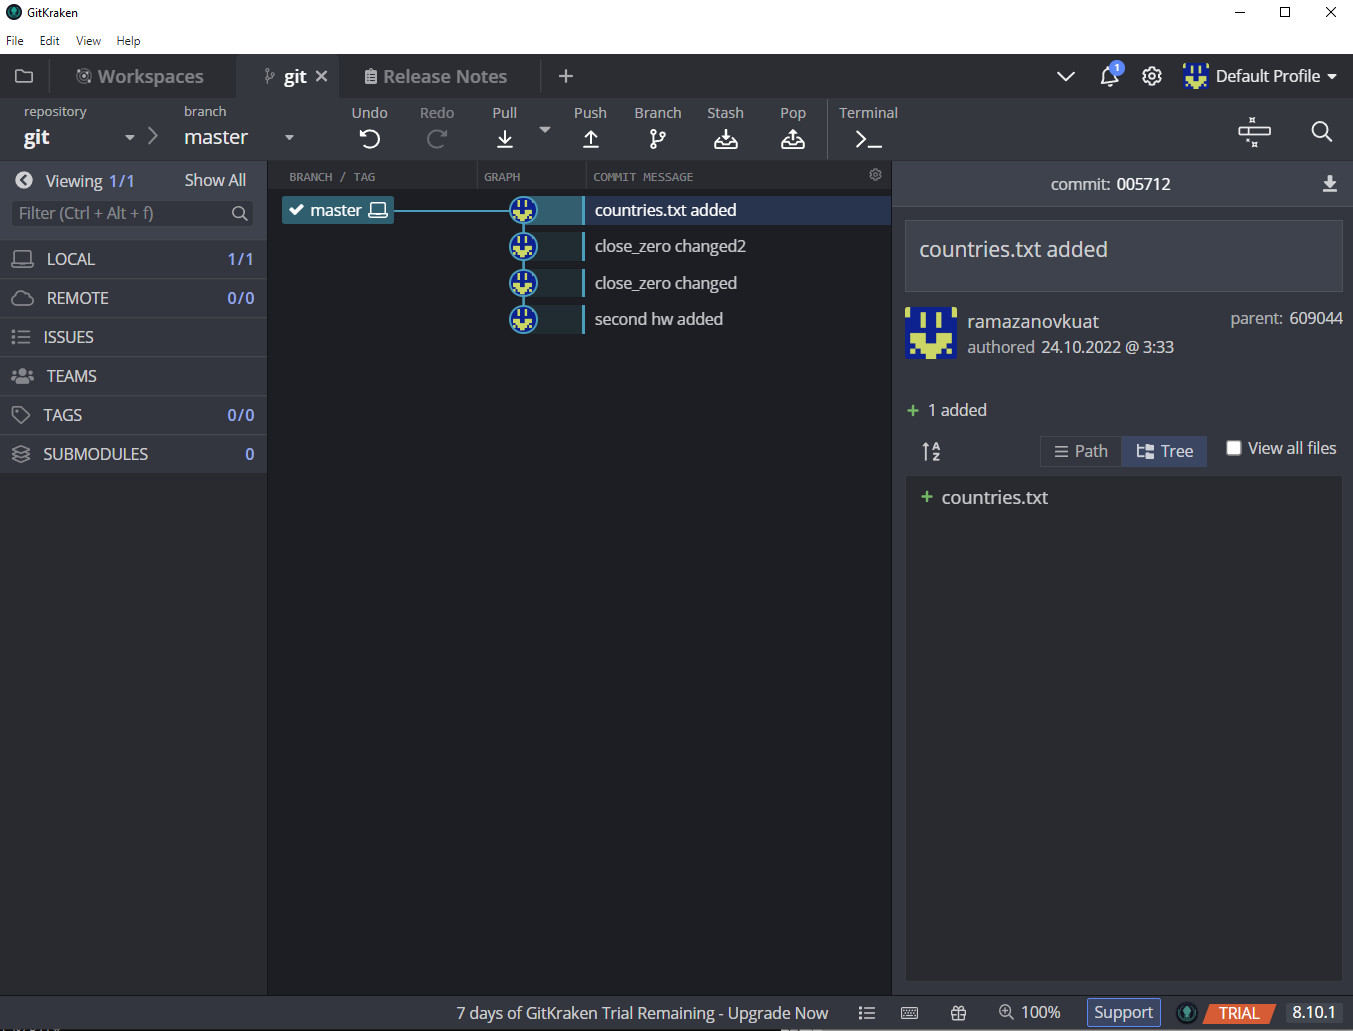 GitKraken
File Edit View Help
Workspaces git Release Notes 1 Default Profile
repository branch Undo Redo Pull Push Branch Stash Pop Terminal
git master
Viewing 1/1 Show All
Filter (Ctrl + Alt + f)
LOCAL 1/1
REMOTE 0/0
ISSUES
TEAMS
TAGS 0/0
SUBMODULES 0
BRANCH / TAG GRAPH COMMIT MESSAGE
master countries.txt added
close_zero changed2
close_zero changed
second hw added
commit: 005712
countries.txt added
ramazanovkuat parent: 609044
authored 24.10.2022 @ 3:33
+ 1 added
A Z Path Tree View all files
+ countries.txt
7 days of GitKraken Trial Remaining - Upgrade Now 100% Support TRIAL 8.10.1